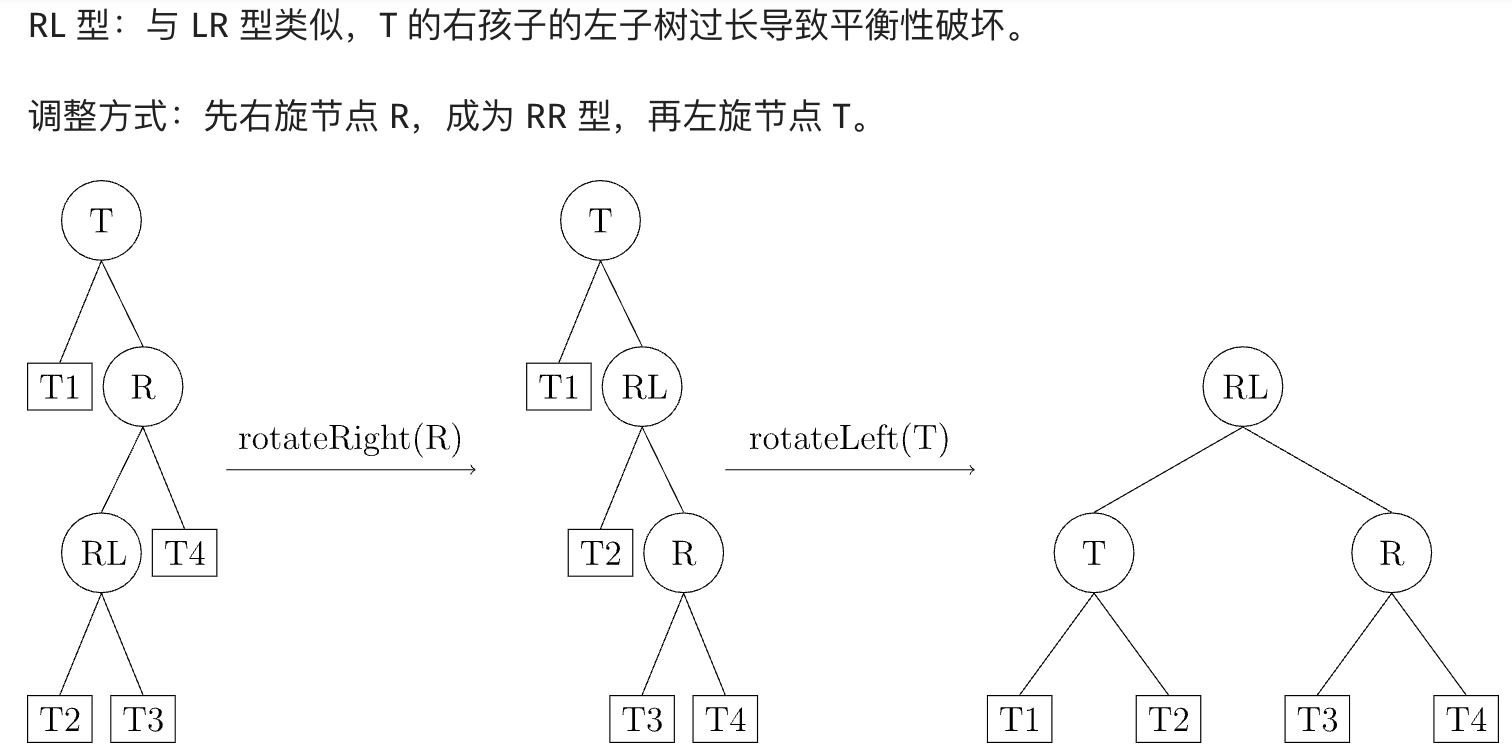 RL 型：与 LR 型类似，T 的右孩子的左子树过长导致平衡性破坏。
调整方式：先右旋节点 R，成为 RR 型，再左旋节点 T。
T
T1
R
RL
T4
T2
T3
rotateRight(R)
T
T1
RL
T2
R
T3
T4
rotateLeft(T)
RL
T
R
T1
T2
T3
T4